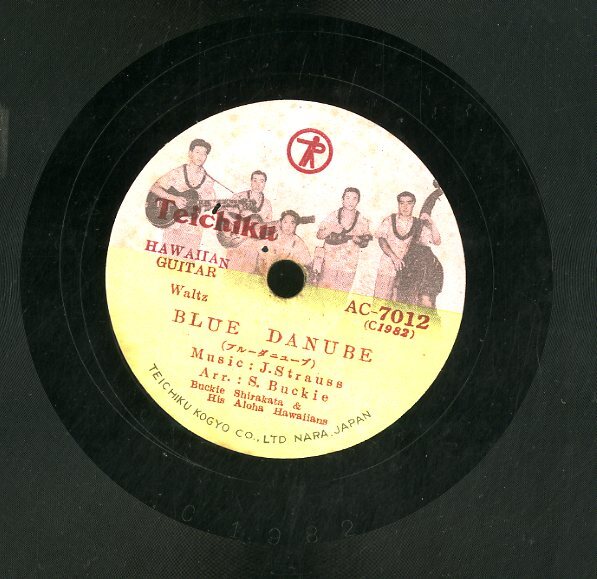 Teichiku
HAWAIIAN
GUITAR
Waltz
AC-7012
(C1982)
BLUE DANUBE
(ブルーダニューブ)
Music : J. Strauss
Arr. : S. Buckie
Buckie Shirakata &
His Aloha Hawaiians
TEICHIKU KOGYO CO., LTD NARA. JAPAN
C 1982